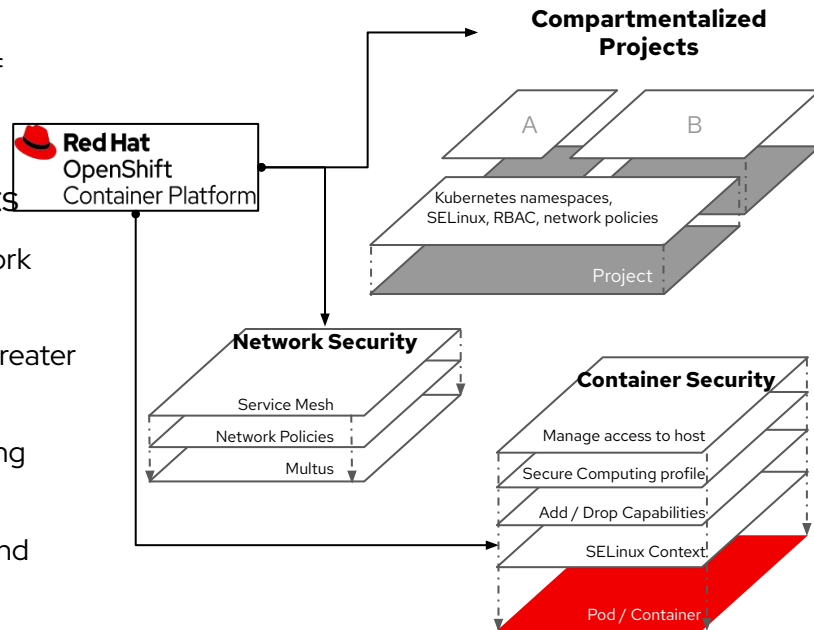 Compartmentalized
Projects
A
B
Red Hat
OpenShift
Container Platform
Kubernetes namespaces,
SELinux, RBAC, network policies
Project
Network Security
Service Mesh
Network Policies
Multus
Container Security
Manage access to host
Secure Computing profile
Add / Drop Capabilities
SELinux Context
Pod / Container